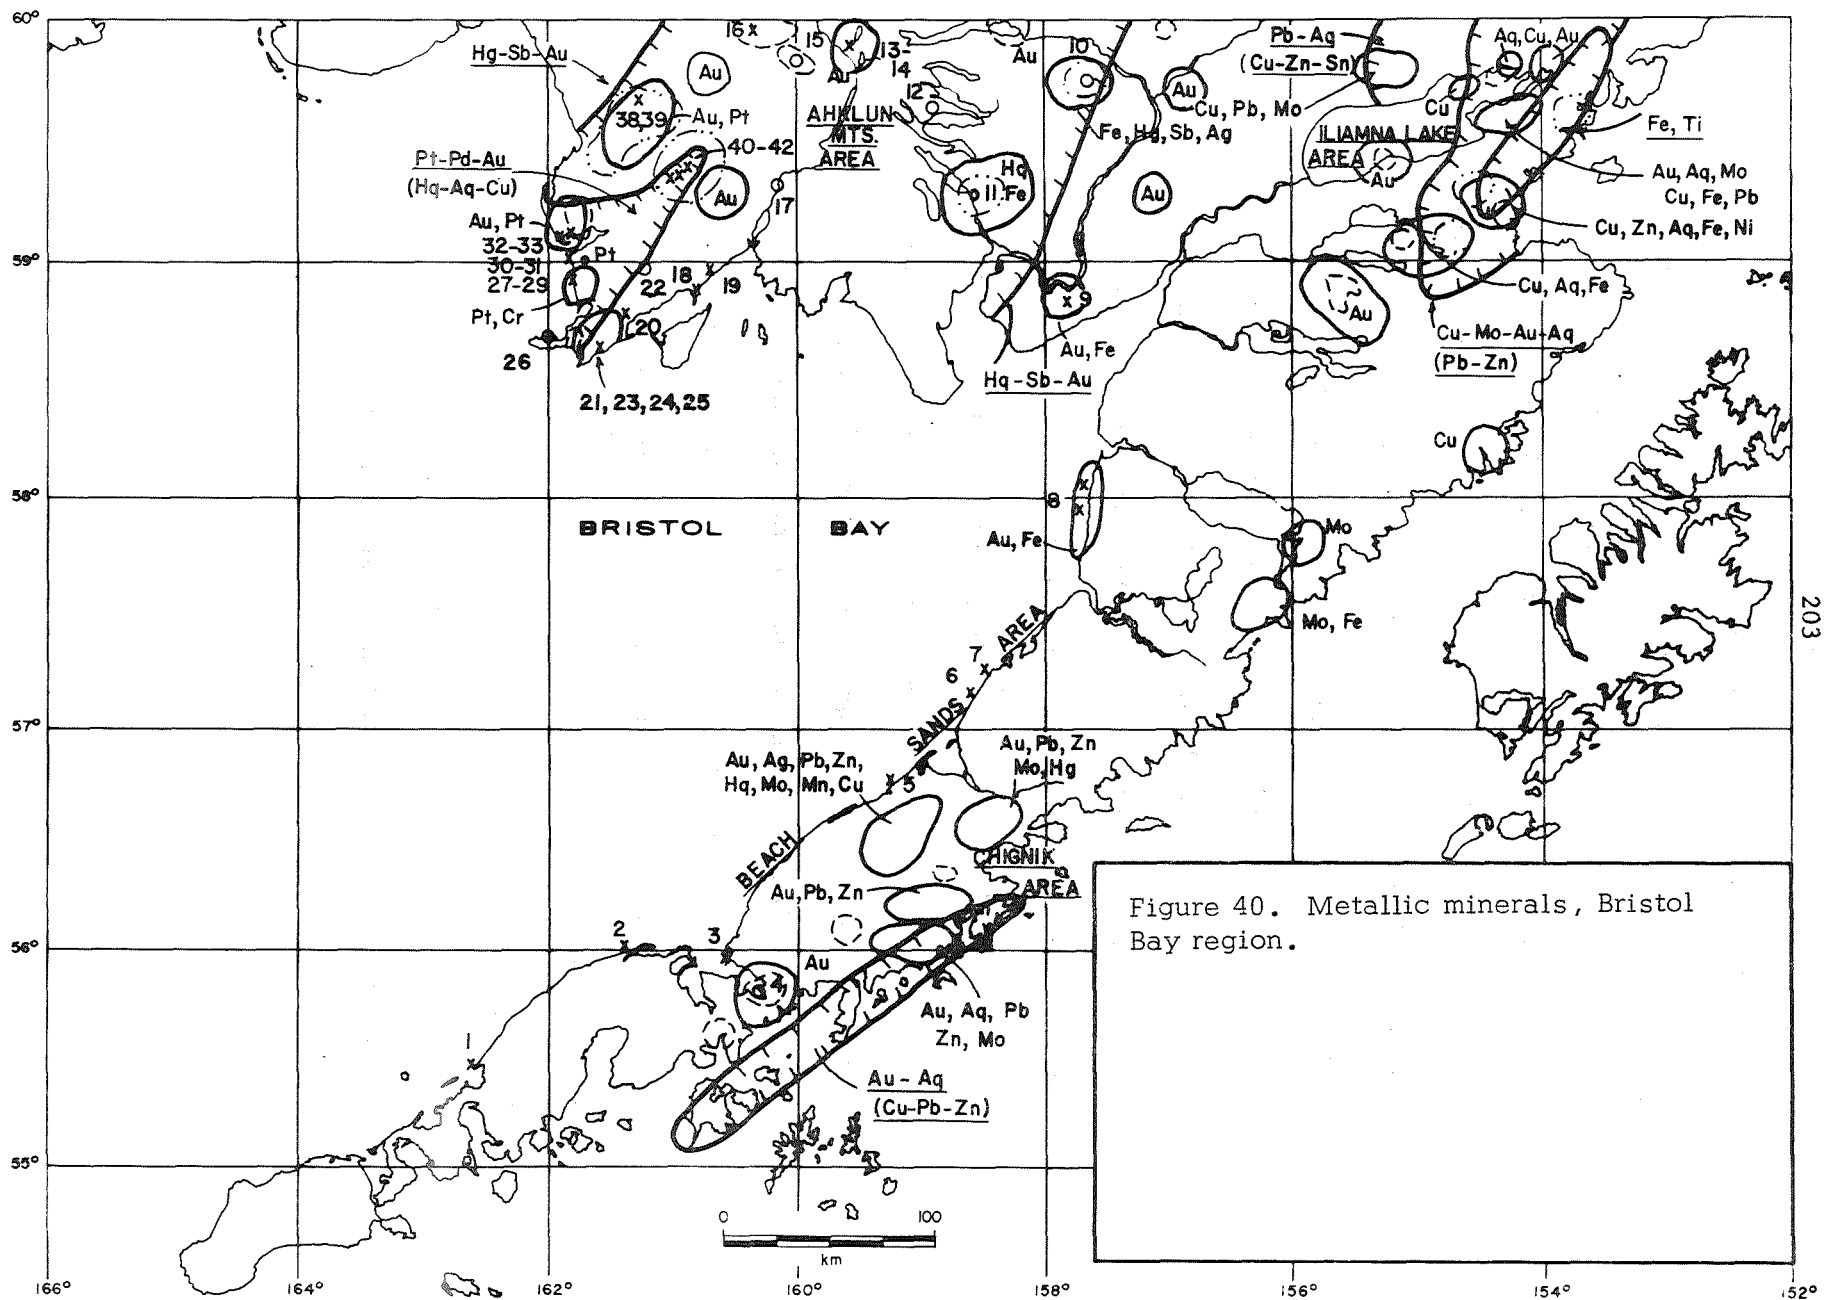 60°
16
15
13-
14
Au
Au
10
Pb-Ag
(Cu-Zn-Sn)
Ag, Cu, Au
Hg-Sb-Au
Au
12
Au
Cu, Pb, Mo
Cu
38,39
Au, Pt
AHKLUN
MTS.
AREA
Fe, Hg, Sb, Ag
ILIAMNA LAKE
AREA
Fe, Ti
Pt-Pd-Au
(Hg-Ag-Cu)
40-42
Hg
11 Fe
Au
Au
Au, Ag, Mo
Cu, Fe, Pb
Au
17
Au, Pt
32-33
30-31
27-29
Pt
Cu, Zn, Ag, Fe, Ni
59°
22
18
19
9
Cu, Ag, Fe
Pt, Cr
20
Au
26
Au, Fe
Cu-Mo-Au-Ag
(Pb-Zn)
Hg-Sb-Au
21, 23, 24, 25
Cu
58°
8
BRISTOL BAY
Au, Fe
Mo
Mo, Fe
203
BEACH SANDS AREA
7
6
57°
Au, Ag, Pb, Zn,
Hg, Mo, Mn, Cu
5
Au, Pb, Zn
Mo, Hg
CHIGNIK
AREA
Au, Pb, Zn
Figure 40. Metallic minerals, Bristol
Bay region.
56°
2
3
Au
4
Au, Ag, Pb
Zn, Mo
1
Au-Ag
(Cu-Pb-Zn)
55°
0 100
km
166° 164° 162° 160° 158° 156° 154° 152°